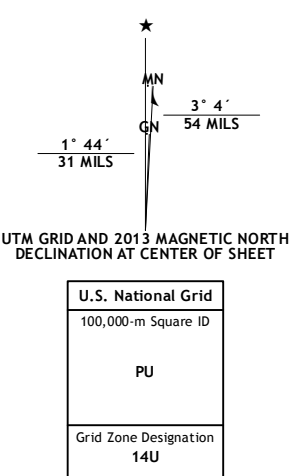 ★
MN
3° 4´
54 MILS
GN
1° 44´
31 MILS
UTM GRID AND 2013 MAGNETIC NORTH
DECLINATION AT CENTER OF SHEET
U.S. National Grid
100,000-m Square ID
PU
Grid Zone Designation
14U